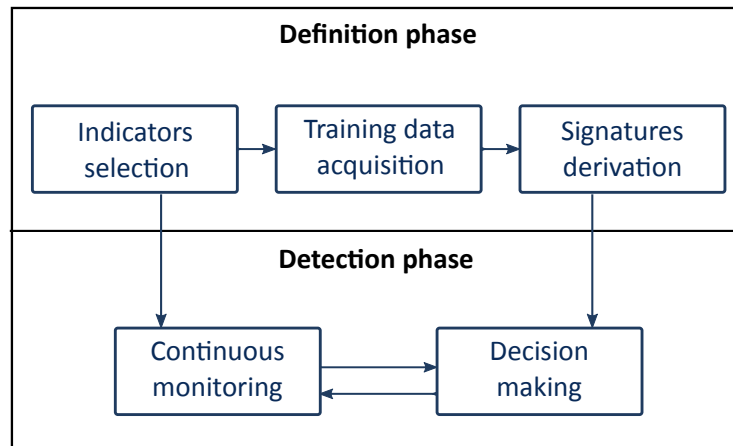 Definition phase
Indicators
selection
Training data
acquisition
Signatures
derivation
Detection phase
Continuous
monitoring
Decision
making